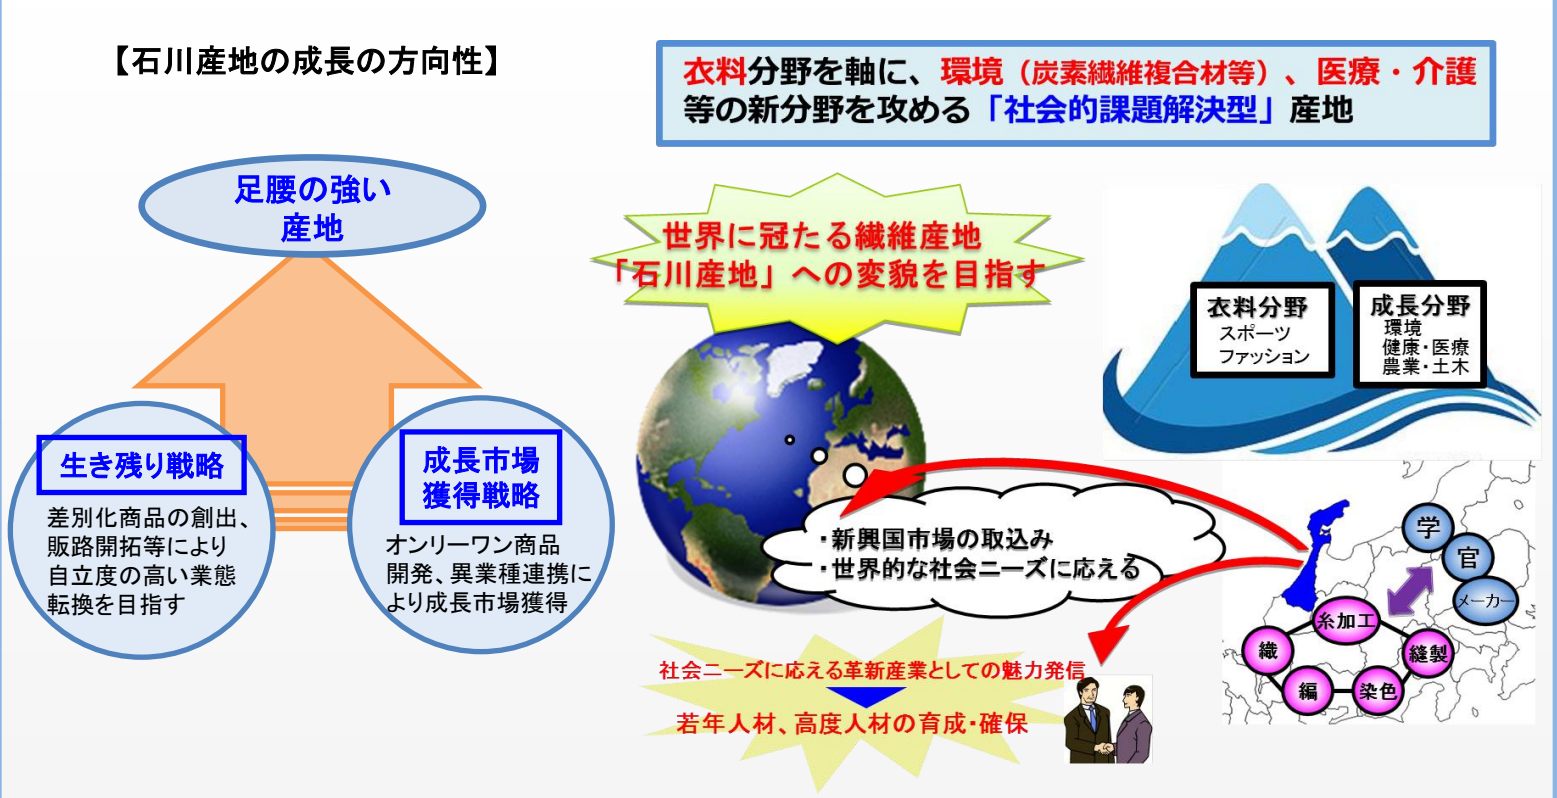 【石川産地の成長の方向性】
衣料分野を軸に、環境（炭素繊維複合材等）、医療・介護
等の新分野を攻める「社会的課題解決型」産地
足腰の強い
産地
生き残り戦略
差別化商品の創出、
販路開拓等により
自立度の高い業態
転換を目指す
成長市場
獲得戦略
オンリーワン商品
開発、異業種連携に
より成長市場獲得
世界に冠たる繊維産地
「石川産地」への変貌を目指す
衣料分野
スポーツ
ファッション
成長分野
環境
健康・医療
農業・土木
・新興国市場の取込み
・世界的な社会ニーズに応える
学
官
メーカー
糸加工
織
縫製
編
染色
社会ニーズに応える革新産業としての魅力発信
若年人材、高度人材の育成・確保